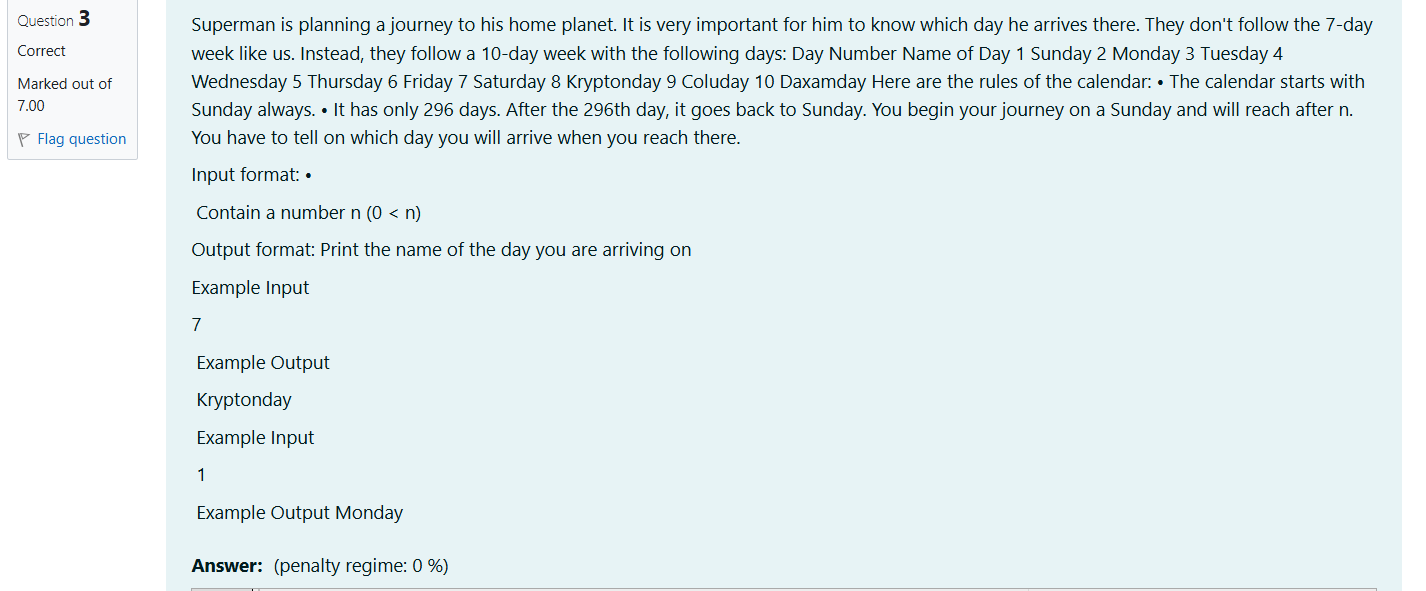 Question 3
Correct
Marked out of
7.00
Flag question
Superman is planning a journey to his home planet. It is very important for him to know which day he arrives there. They don't follow the 7-day
week like us. Instead, they follow a 10-day week with the following days: Day Number Name of Day 1 Sunday 2 Monday 3 Tuesday 4
Wednesday 5 Thursday 6 Friday 7 Saturday 8 Kryptonday 9 Coluday 10 Daxamday Here are the rules of the calendar: • The calendar starts with
Sunday always. • It has only 296 days. After the 296th day, it goes back to Sunday. You begin your journey on a Sunday and will reach after n.
You have to tell on which day you will arrive when you reach there.
Input format: •
Contain a number n (0 < n)
Output format: Print the name of the day you are arriving on
Example Input
7
Example Output
Kryptonday
Example Input
1
Example Output Monday
Answer: (penalty regime: 0 %)